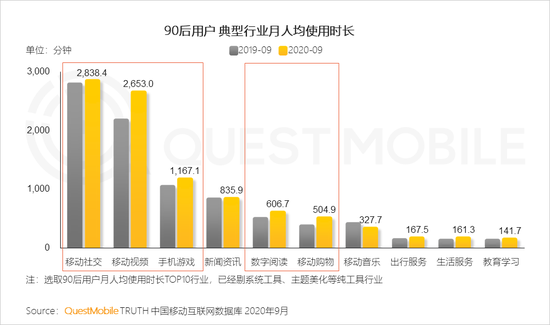 90后用户 典型行业月人均使用时长
单位：分钟
2019-09 2020-09
3,000
2,000
1,000
0
2,838.4
2,653.0
1,167.1
835.9
606.7
504.9
327.7
167.5
161.3
141.7
移动社交 移动视频 手机游戏 新闻资讯 数字阅读 移动购物 移动音乐 出行服务 生活服务 教育学习
QUEST MOBILE
注：选取90后用户月人均使用时长TOP10行业，已经剔系统工具、主题美化等纯工具行业
Source：QuestMobile TRUTH 中国移动互联网数据库 2020年9月